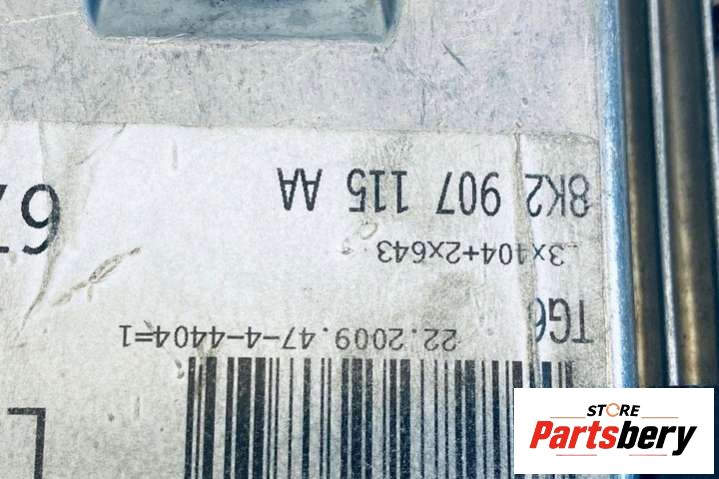 22.2009.47-4-4404=1
TG6
3x104+2x643
8K2 907 115 AA
STORE
Partsbery